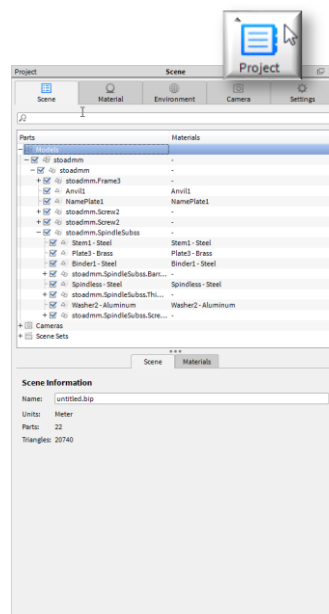 Project
Project Scene
Scene Material Environment Camera Settings
Parts Materials
Models
stoadmm -
stoadmm -
stoadmm.Frame3 -
Anvil1 Anvil1
NamePlate1 NamePlate1
stoadmm.Screw2 -
stoadmm.Screw2 -
stoadmm.SpindleSubss -
Stem1 - Steel Stem1 - Steel
Plate3 - Brass Plate3 - Brass
Binder1 - Steel Binder1 - Steel
stoadmm.SpindleSubss.Barr... -
Spindless - Steel Spindless - Steel
stoadmm.SpindleSubss.Thi... -
Washer2 - Aluminum Washer2 - Aluminum
stoadmm.SpindleSubss.Scre... -
Cameras
Scene Sets
Scene Materials
Scene Information
Name: untitled.bip
Units: Meter
Parts: 22
Triangles: 20740